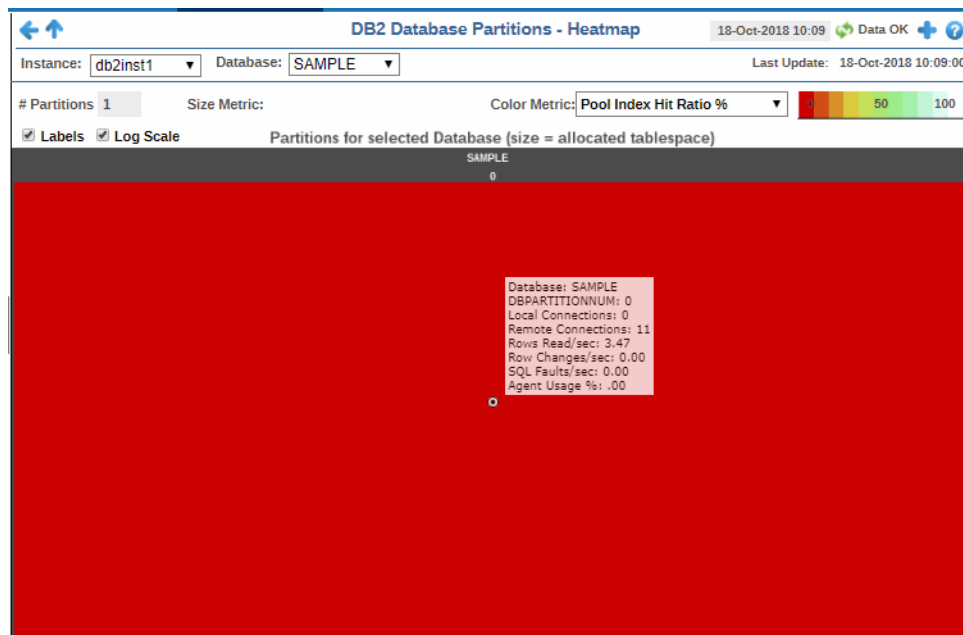 DB2 Database Partitions - Heatmap 18-Oct-2018 10:09 Data OK
Instance: db2inst1 Database: SAMPLE Last Update: 18-Oct-2018 10:09:00
# Partitions 1 Size Metric: Color Metric: Pool Index Hit Ratio % 0 50 100
Labels Log Scale Partitions for selected Database (size = allocated tablespace)
SAMPLE
0
Database: SAMPLE
DBPARTITIONNUM: 0
Local Connections: 0
Remote Connections: 11
Rows Read/sec: 3.47
Row Changes/sec: 0.00
SQL Faults/sec: 0.00
Agent Usage %: .00